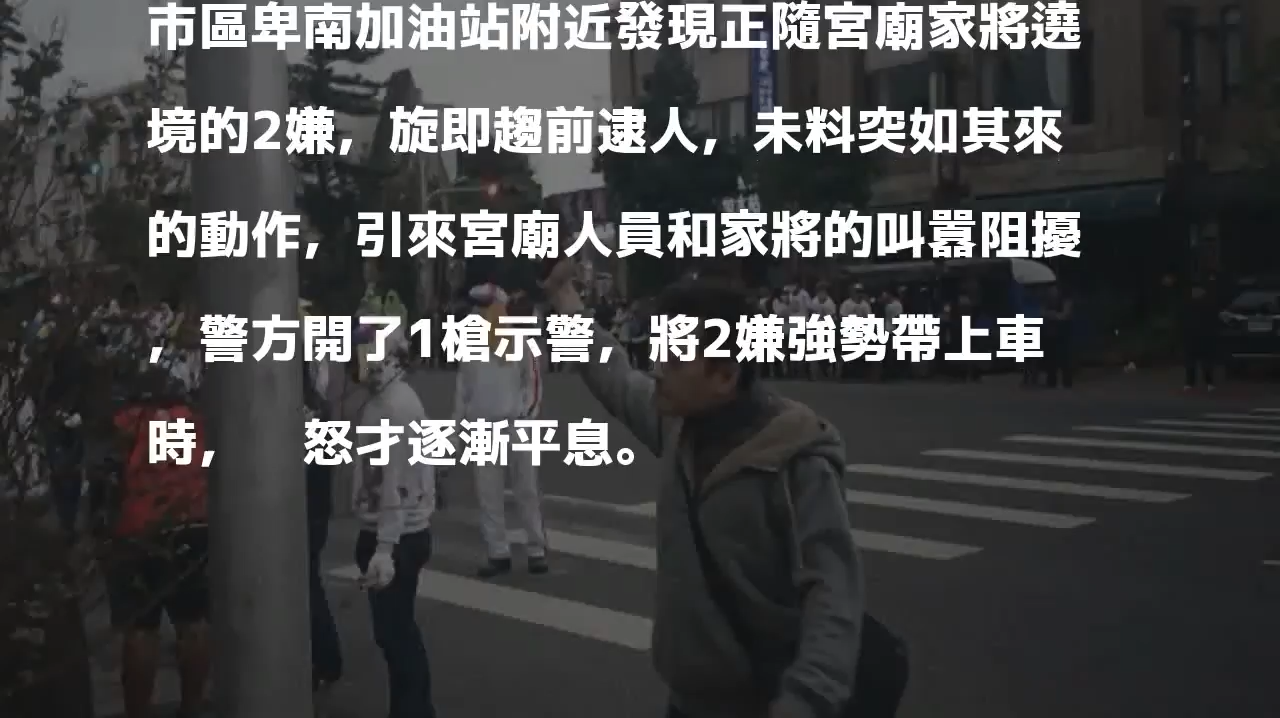 市區卑南加油站附近發現正隨宮廟家將遶
境的2嫌，旋即趨前逮人，未料突如其來
的動作，引來宮廟人員和家將的叫囂阻擾
，警方開了1槍示警，將2嫌強勢帶上車
時，　怒才逐漸平息。